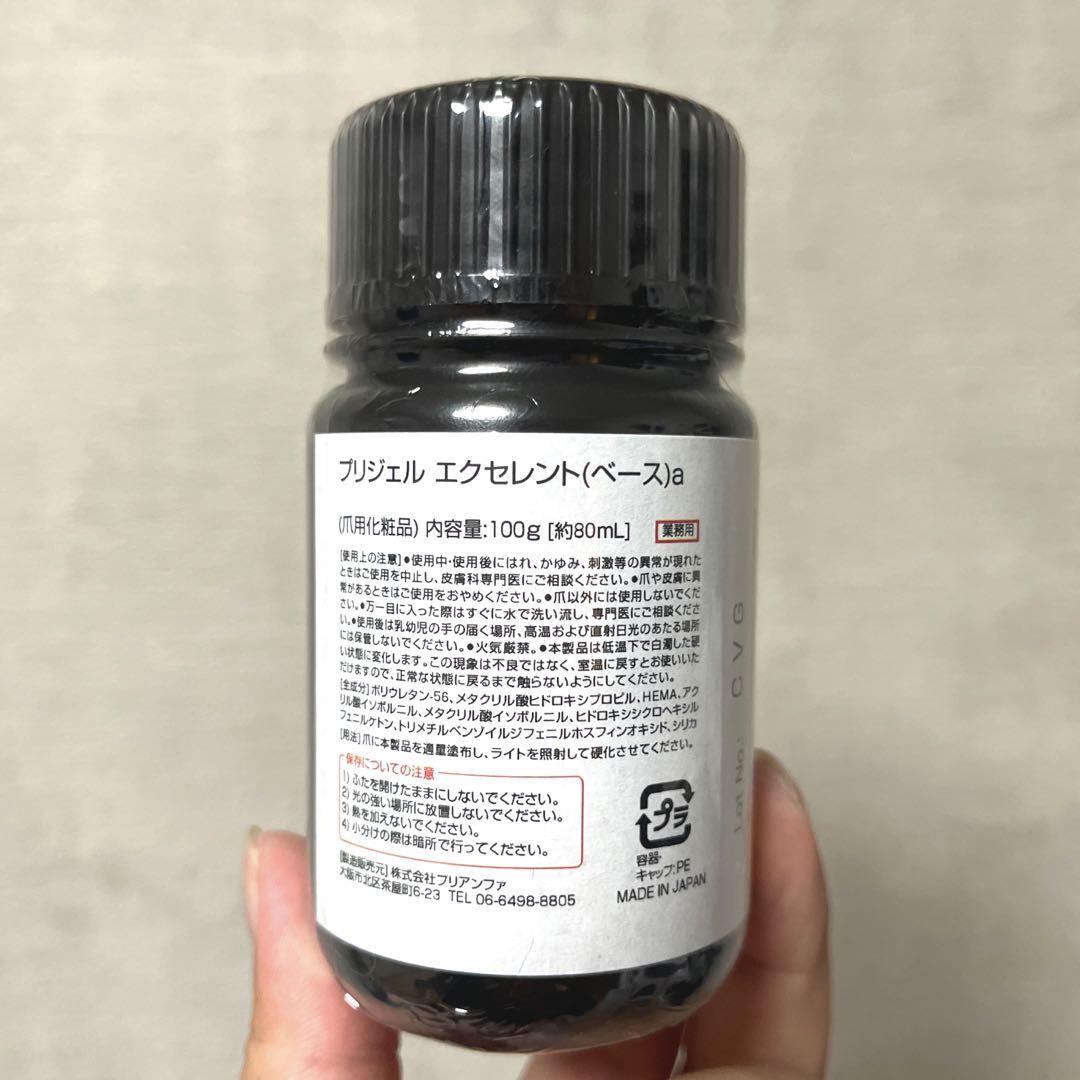 プリジェル エクセレント(ベース)a
(爪用化粧品) 内容量:100g [約80mL] 業務用
[使用上の注意]●使用中・使用後にはれ、かゆみ、刺激等の異常が現れた
ときはご使用を中止し、皮膚科専門医にご相談ください。●爪や皮膚に異
常があるときはご使用をおやめください。●爪以外には使用しないでくだ
さい。●万一目に入った際はすぐに水で洗い流し、専門医にご相談くださ
い。●使用後は乳幼児の手の届く場所、高温および直射日光のあたる場所
には保管しないでください。●火気厳禁。●本製品は低温下で白濁した硬
い状態に変化します。この現象は不良ではなく、室温に戻すとお使いいた
だけますので、正常な状態に戻るまで触らないようにしてください。
[全成分]ポリウレタン-56、メタクリル酸ヒドロキシプロピル、HEMA、アク
リル酸イソボルニル、メタクリル酸イソボルニル、ヒドロキシシクロヘキシル
フェニルケトン、トリメチルベンゾイルジフェニルホスフィンオキシド、シリカ
[用法]爪に本製品を適量塗布し、ライトを照射して硬化させてください。
保存についての注意
1) ふたを開けたままにしないでください。
2) 光の強い場所に放置しないでください。
3) 熱を加えないでください。
4) 小分けの際は暗所で行ってください。
[製造販売元] 株式会社プリアンファ
大阪市北区茶屋町6-23 TEL 06-6498-8805
プラ
容器・
キャップ:PE
MADE IN JAPAN
Lot No.: CVG